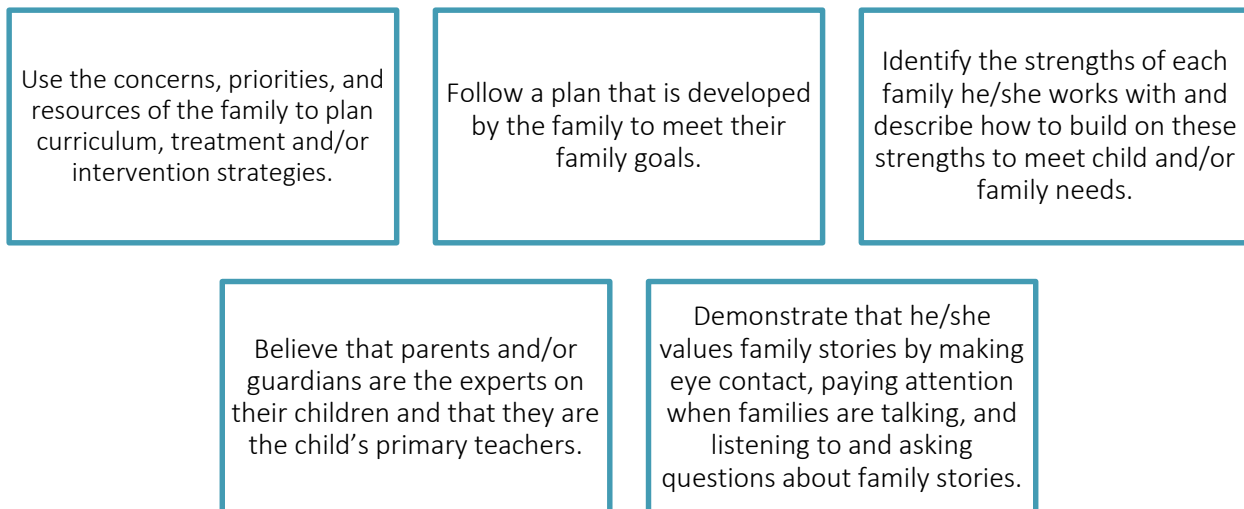 Use the concerns, priorities, and
resources of the family to plan
curriculum, treatment and/or
intervention strategies.
Follow a plan that is developed
by the family to meet their
family goals.
Identify the strengths of each
family he/she works with and
describe how to build on these
strengths to meet child and/or
family needs.
Believe that parents and/or
guardians are the experts on
their children and that they are
the child’s primary teachers.
Demonstrate that he/she
values family stories by making
eye contact, paying attention
when families are talking, and
listening to and asking
questions about family stories.